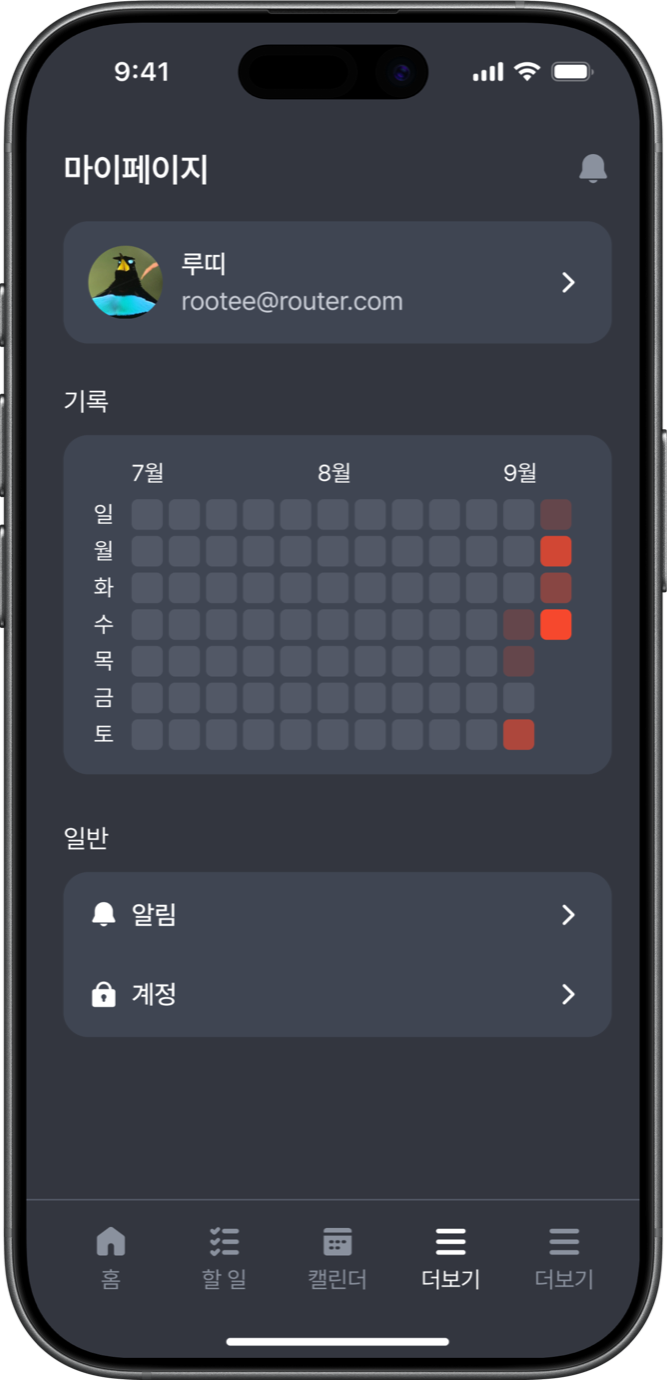 9:41
마이페이지
루띠
rootee@router.com
기록
7월 8월 9월
일
월
화
수
목
금
토
일반
알림
계정
홈 할 일 캘린더 더보기 더보기